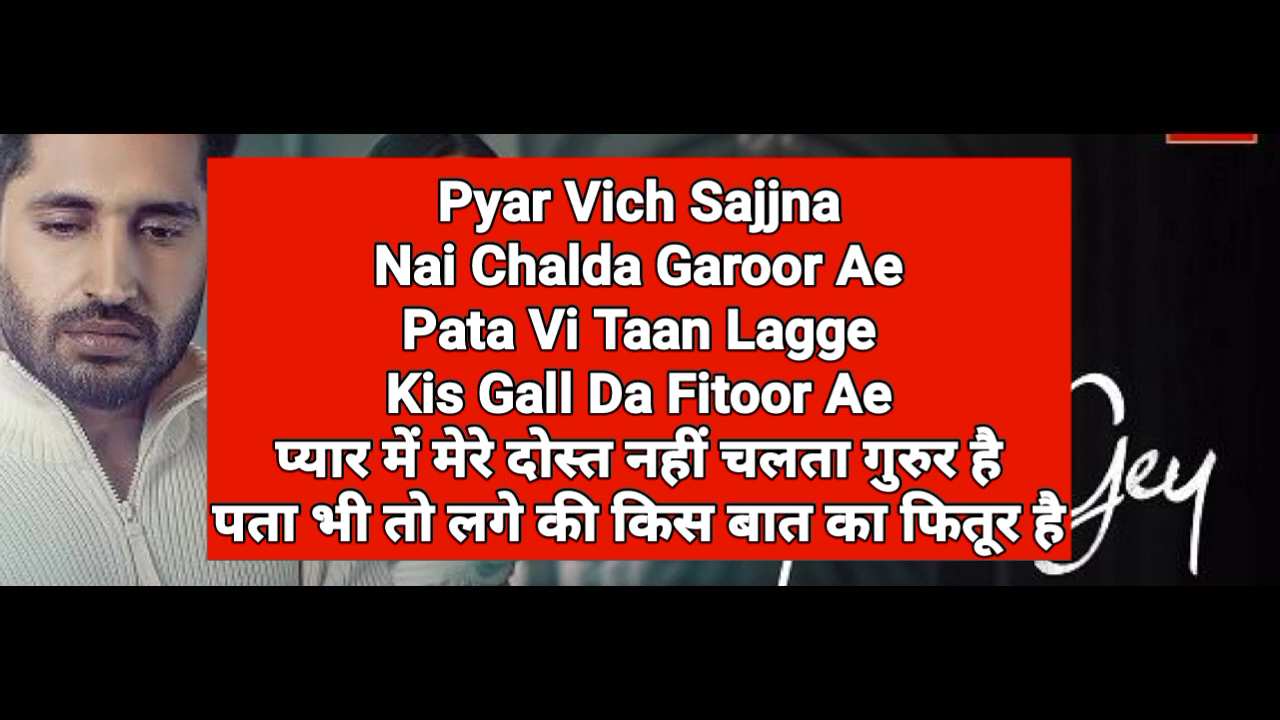 Pyar Vich Sajjna
Nai Chalda Garoor Ae
Pata Vi Taan Lagge
Kis Gall Da Fitoor Ae
प्यार में मेरे दोस्त नहीं चलता गुरुर है
पता भी तो लगे की किस बात का फितूर है
Gey